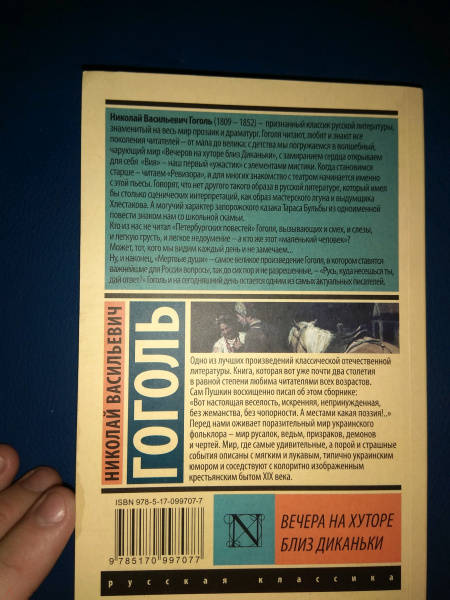 Николай Васильевич Гоголь (1809 – 1852) – признанный классик русской литературы,
знаменитый на весь мир прозаик и драматург. Гоголя читают, любят и знают все
поколения читателей – от мала до велика: с детства мы погружаемся в волшебный,
чарующий мир «Вечеров на хуторе близ Диканьки», с замиранием сердца открываем
для себя «Вия» – наш первый «ужастик» с элементами мистики. Когда становимся
старше – читаем «Ревизора», и для многих знакомство с театром начинается именно
с этой пьесы. Говорят, что нет другого такого образа в русской литературе, который имел
бы столько сценических интерпретаций, как образ мастерского лгуна и выдумщика
Хлестакова. А могучий характер запорожского казака Тараса Бульбы из одноименной
повести знаком нам со школьной скамьи.
Кто из нас не читал «Петербургских повестей» Гоголя, вызывающих и смех, и слезы,
и легкую грусть, и легкое недоумение – а кто же этот «маленький человек»?
Может, тот, кого мы видим каждый день и не замечаем...
Ну, и наконец, «Мертвые души» – самое великое произведение Гоголя, в котором ставятся
важнейшие для России вопросы, так до сих пор и не разрешенные, – «Русь, куда несешься ты,
дай ответ?» Гоголь и на сегодняшний день остается одним из самых актуальных писателей.
НИКОЛАЙ ВАСИЛЬЕВИЧ
ГОГОЛЬ
Одно из лучших произведений классической отечественной
литературы. Книга, которая вот уже почти два столетия
в равной степени любима читателями всех возрастов.
Сам Пушкин восхищенно писал об этом сборнике:
«Вот настоящая веселость, искренняя, непринужденная,
без жеманства, без чопорности. А местами какая поэзия!..»
Перед нами оживает поразительный мир украинского
фольклора – мир русалок, ведьм, призраков, демонов
и чертей. Мир, где самые удивительные, а порой и страшные
события описаны с мягким и лукавым, типично украинским
юмором и соседствуют с колоритно изображенным
крестьянским бытом XIX века.
ISBN 978-5-17-099707-7
9 785170 997077
N
ВЕЧЕРА НА ХУТОРЕ
БЛИЗ ДИКАНЬКИ
русская классика